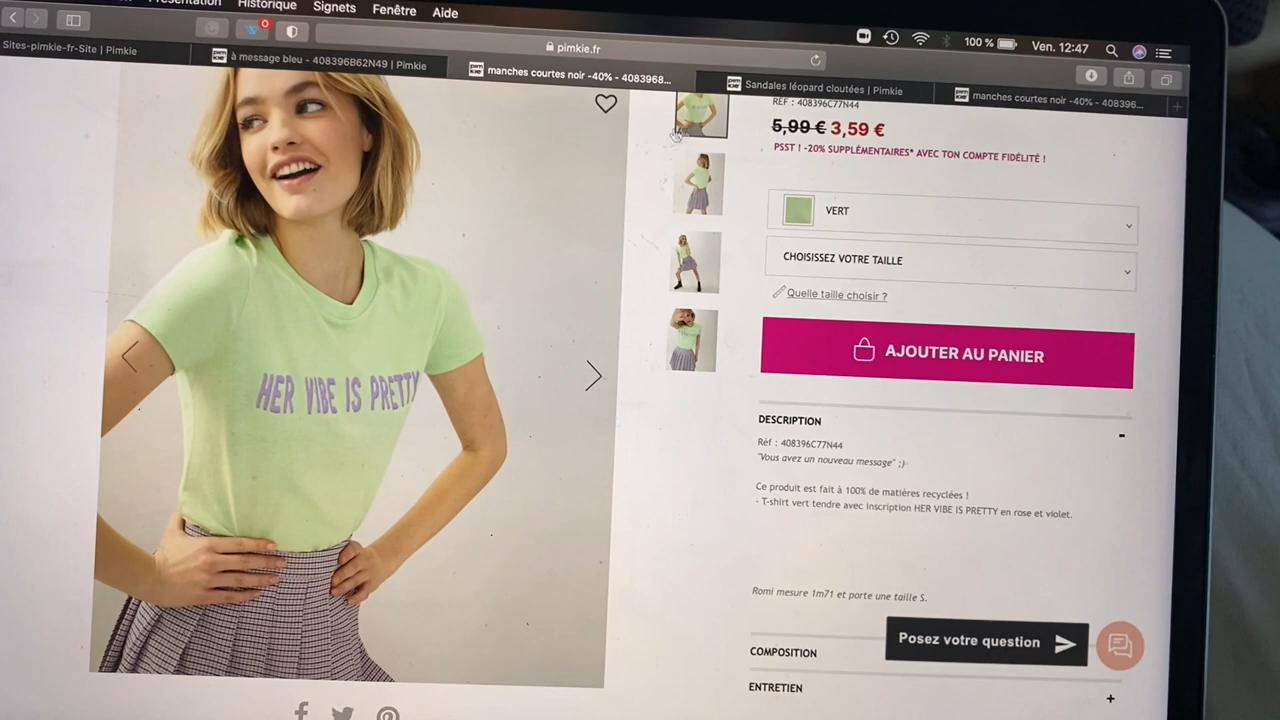 Présentation Historique Signets Fenêtre Aide
100 % Ven. 12:47
0
pimkie.fr
Sites-pimkie-fr-Site | Pimkie
à message bleu - 408396B62N49 | Pimkie
manches courtes noir -40% - 4083968...
Sandales léopard cloutées | Pimkie
manches courtes noir -40% - 408396...
HER VIBE IS PRETTY
REF : 408396C77N44
5,99 € 3,59 €
PSST ! -20% SUPPLÉMENTAIRES* AVEC TON COMPTE FIDÉLITÉ !
VERT
CHOISISSEZ VOTRE TAILLE
Quelle taille choisir ?
AJOUTER AU PANIER
DESCRIPTION
-
Réf : 408396C77N44
"Vous avez un nouveau message" ;)
Ce produit est fait à 100% de matières recyclées !
- T-shirt vert tendre avec inscription HER VIBE IS PRETTY en rose et violet.
Romi mesure 1m71 et porte une taille S.
Posez votre question
COMPOSITION
ENTRETIEN
+